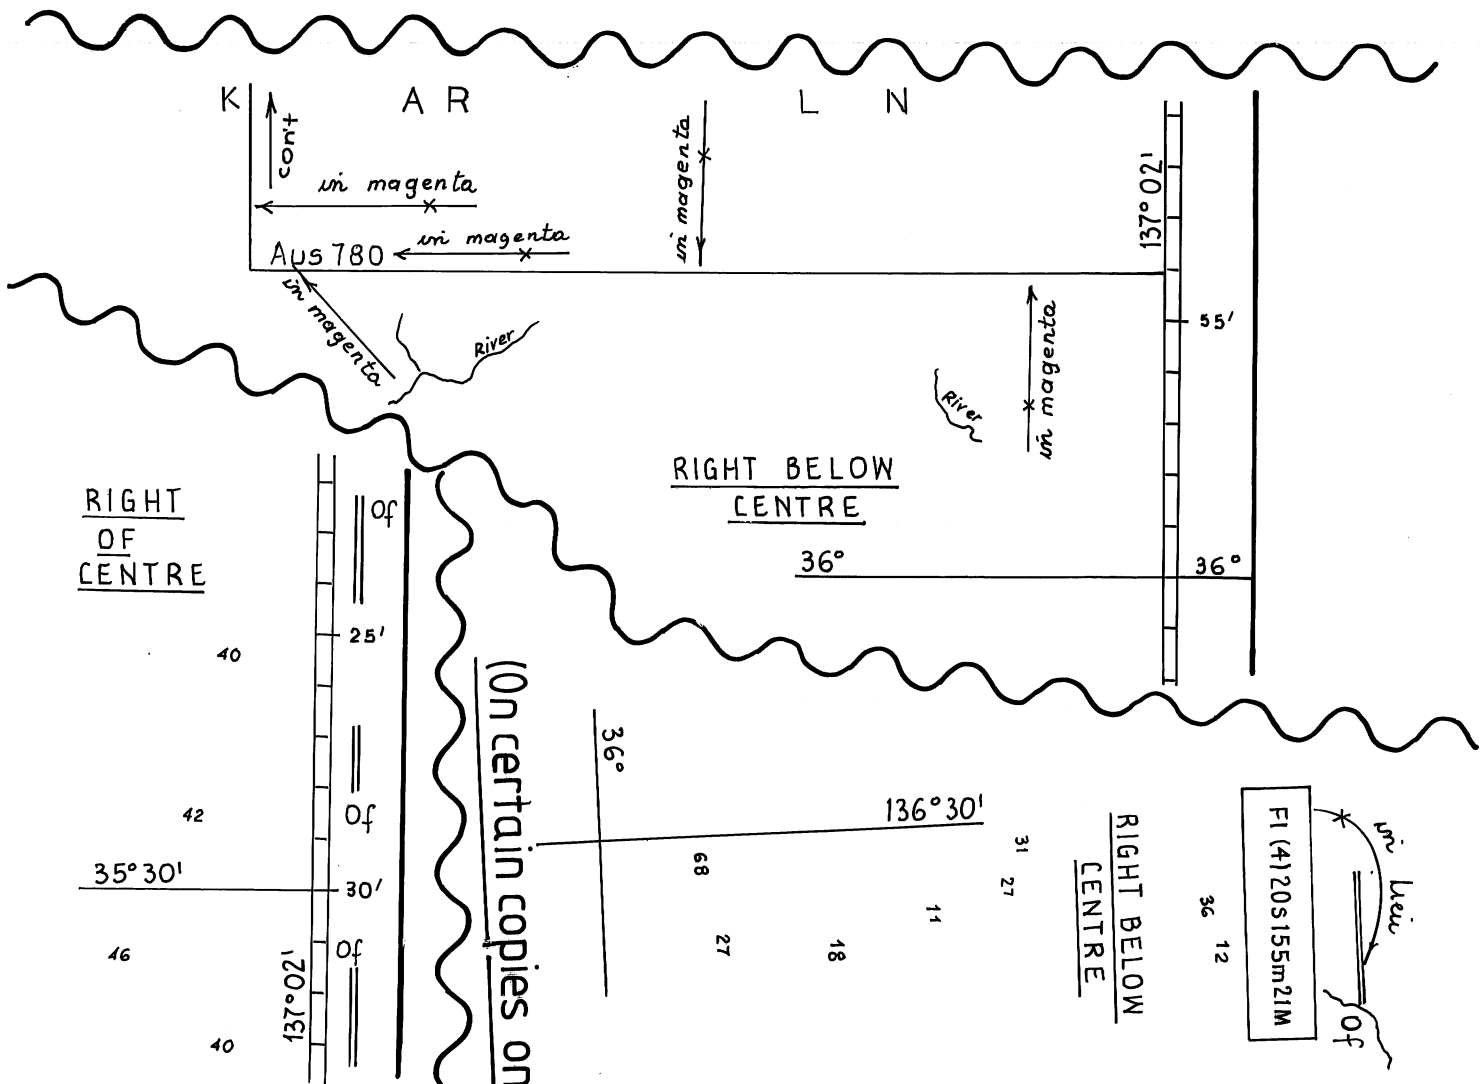 K A R L N
con't
in magenta
in magenta
Aus 780
in magenta
in magenta
River
137° 02'
55'
in magenta
River
RIGHT BELOW
CENTRE
36°
36°
RIGHT
OF
CENTRE
Of
25'
40
42
Of
35° 30'
30'
46
Of
137° 02'
40
(On certain copies on
36°
136° 30'
68
31
27
11
27
18
RIGHT BELOW
CENTRE
36
12
Fl (4) 20s 155m 21M
in lieu
Of